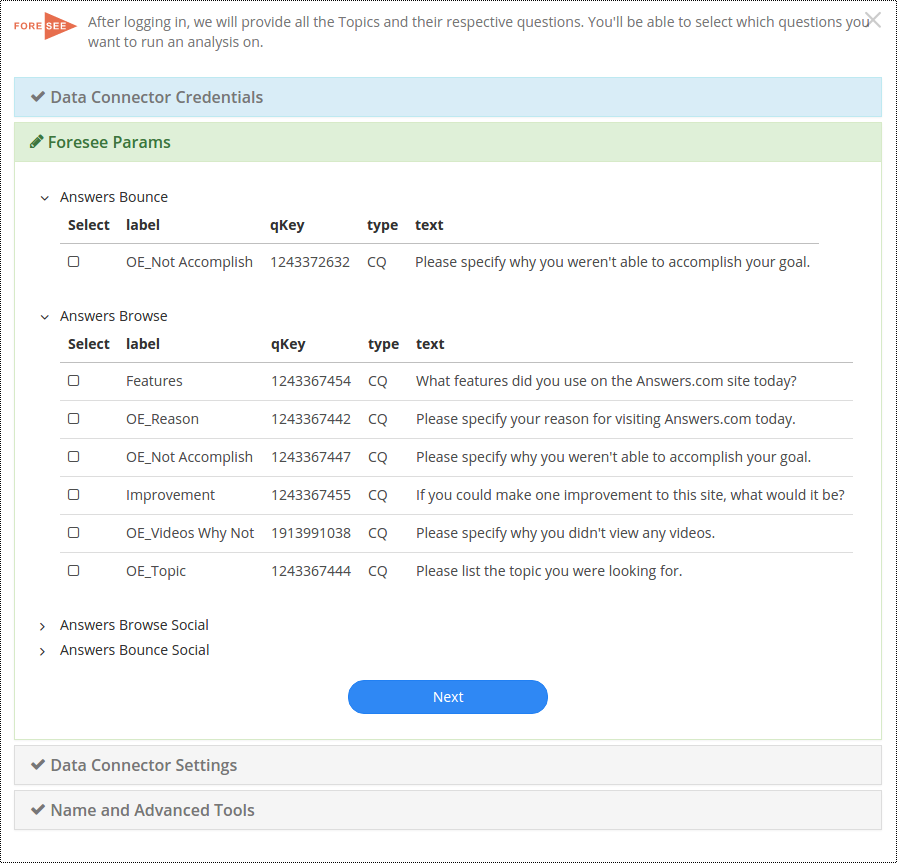 FORESEE
After logging in, we will provide all the Topics and their respective questions. You'll be able to select which questions you
want to run an analysis on.
Data Connector Credentials
Foresee Params
Answers Bounce
Select label qKey type text
OE_Not Accomplish 1243372632 CQ Please specify why you weren't able to accomplish your goal.
Answers Browse
Select label qKey type text
Features 1243367454 CQ What features did you use on the Answers.com site today?
OE_Reason 1243367442 CQ Please specify your reason for visiting Answers.com today.
OE_Not Accomplish 1243367447 CQ Please specify why you weren't able to accomplish your goal.
Improvement 1243367455 CQ If you could make one improvement to this site, what would it be?
OE_Videos Why Not 1913991038 CQ Please specify why you didn't view any videos.
OE_Topic 1243367444 CQ Please list the topic you were looking for.
Answers Browse Social
Answers Bounce Social
Next
Data Connector Settings
Name and Advanced Tools